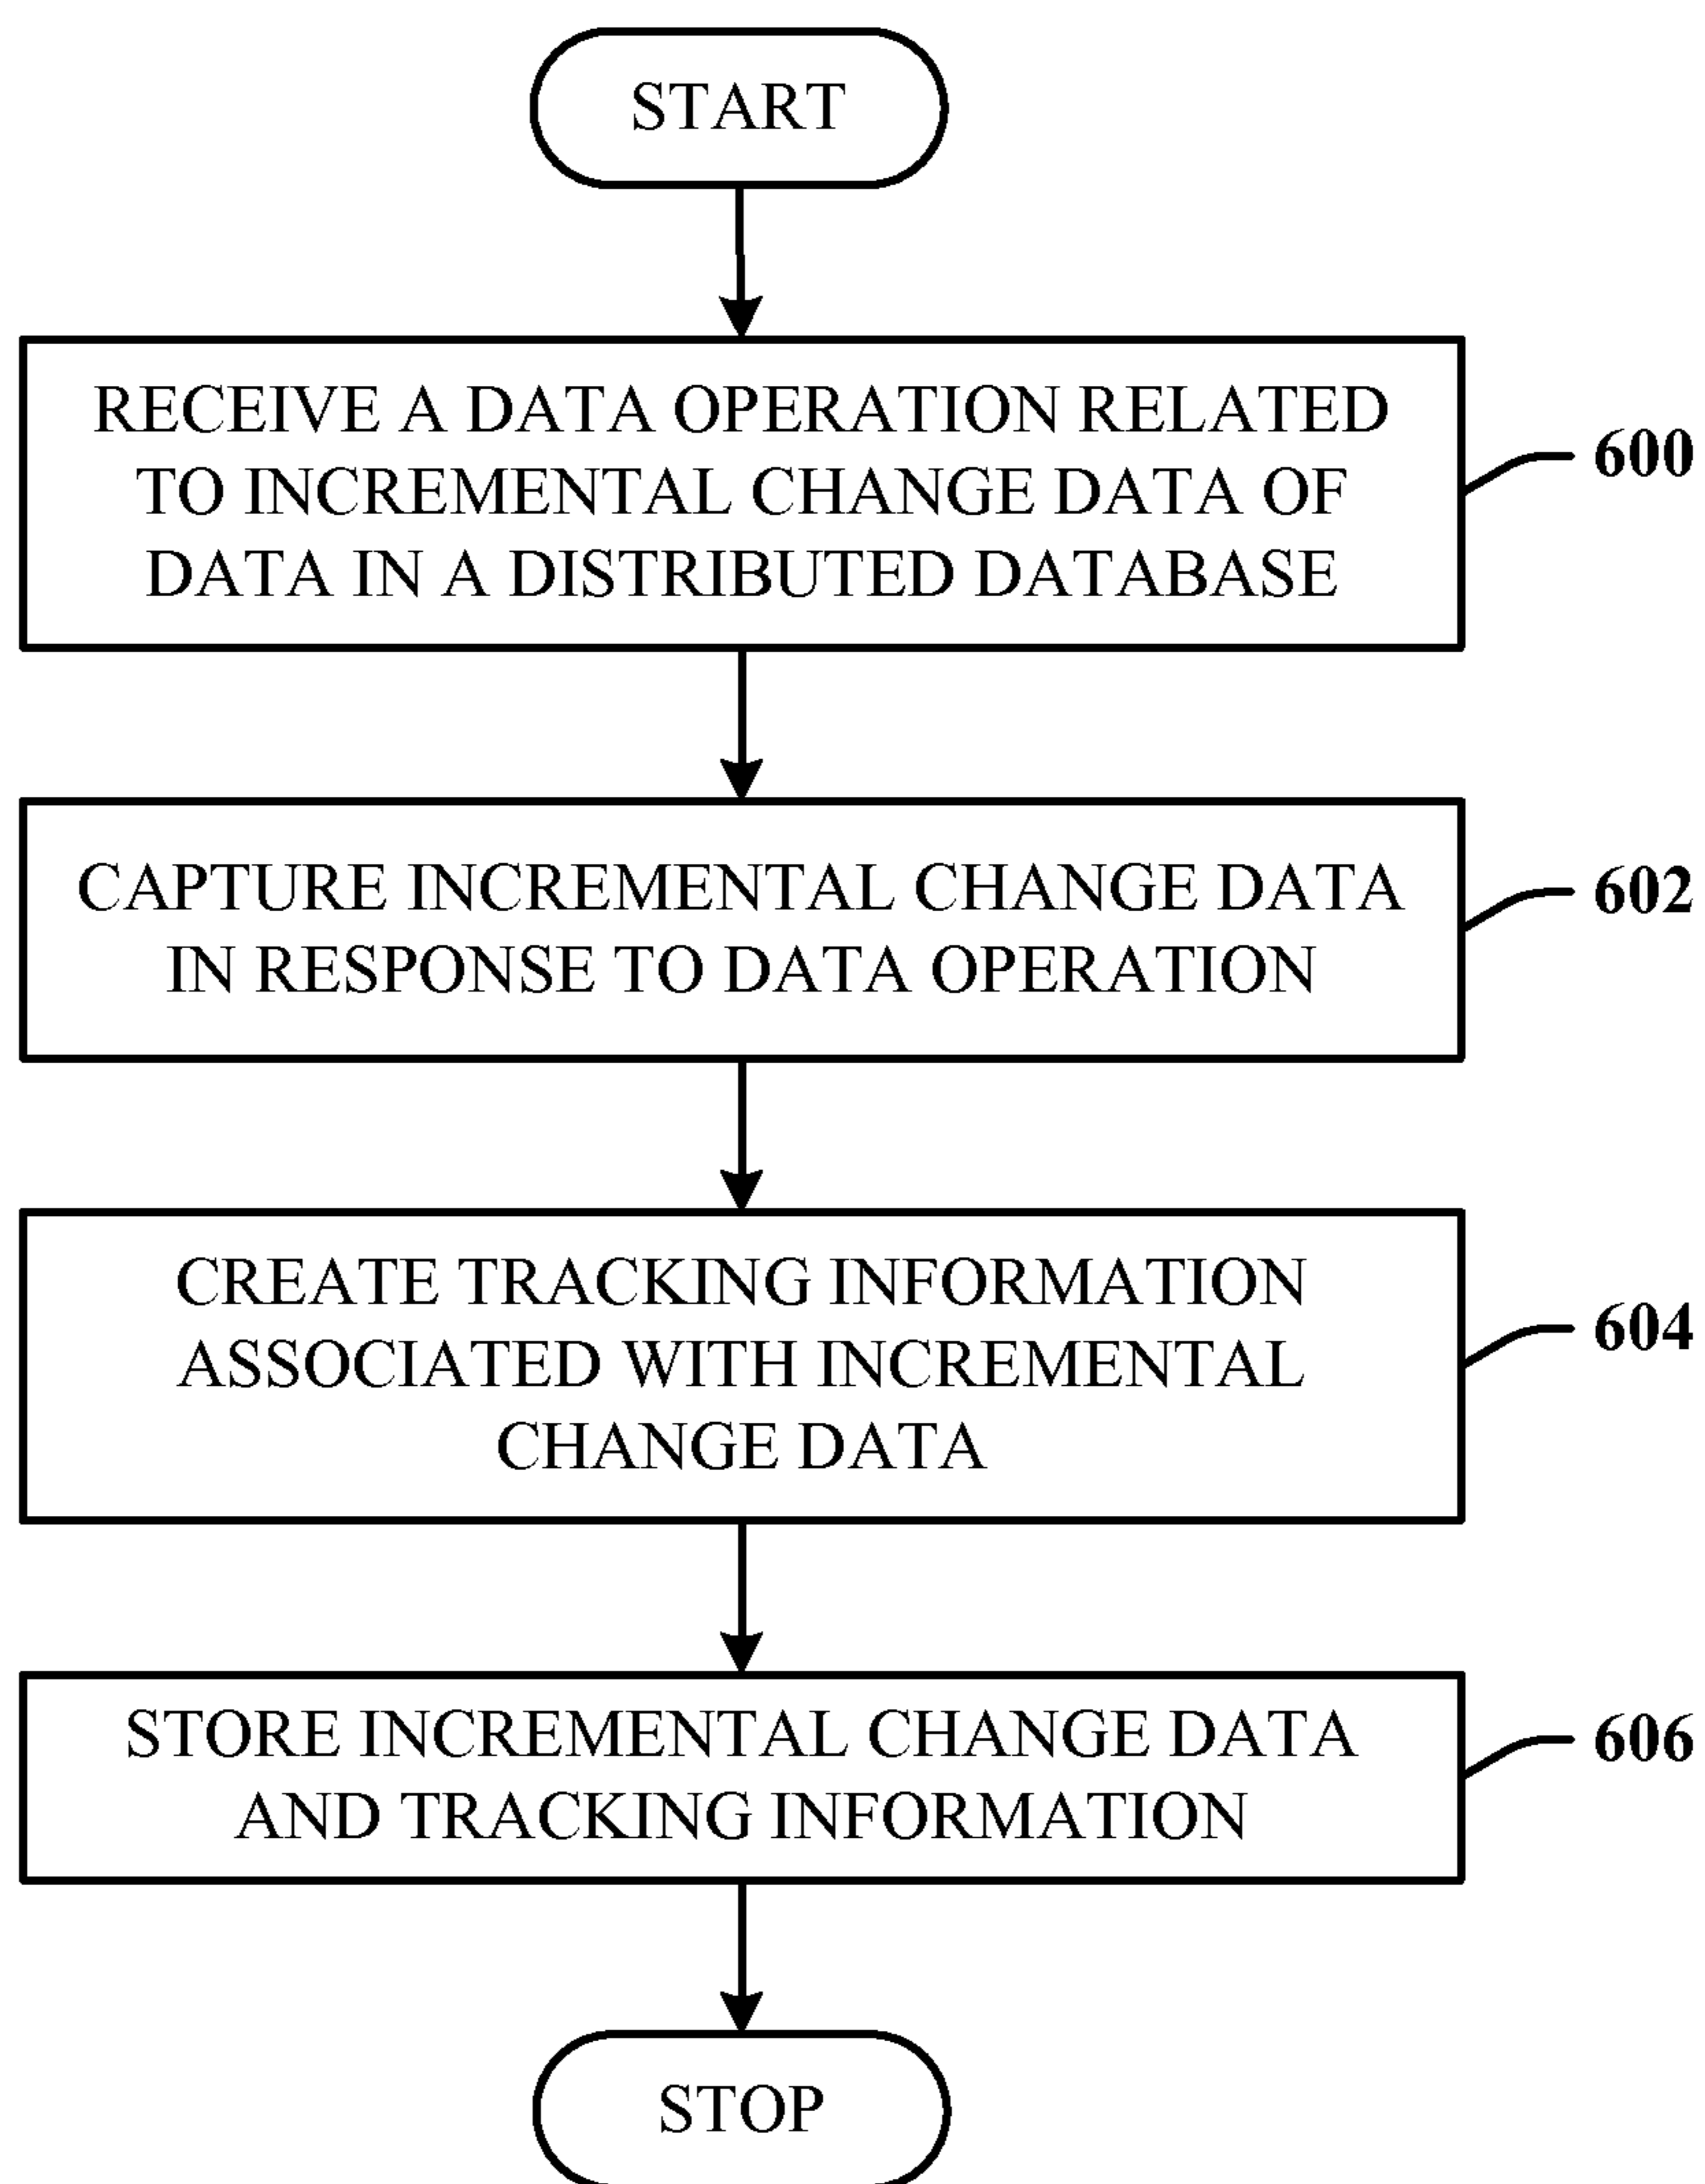 START
RECEIVE A DATA OPERATION RELATED
TO INCREMENTAL CHANGE DATA OF
DATA IN A DISTRIBUTED DATABASE
600
CAPTURE INCREMENTAL CHANGE DATA
IN RESPONSE TO DATA OPERATION
602
CREATE TRACKING INFORMATION
ASSOCIATED WITH INCREMENTAL
CHANGE DATA
604
STORE INCREMENTAL CHANGE DATA
AND TRACKING INFORMATION
606
STOP